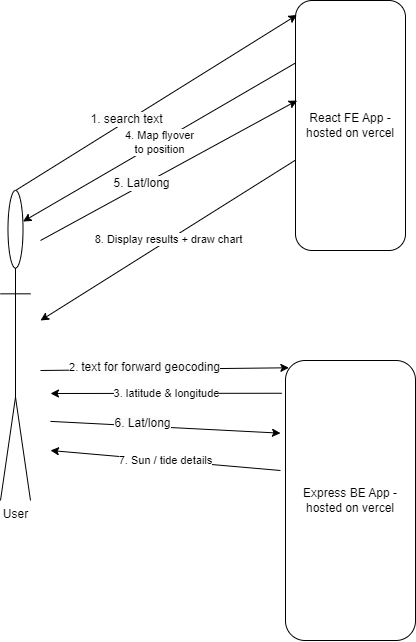 1. search text
React FE App -
hosted on vercel
4. Map flyover
to position
5. Lat/long
8. Display results + draw chart
2. text for forward geocoding
3. latitude & longitude
6. Lat/long
7. Sun / tide details
Express BE App -
hosted on vercel
User